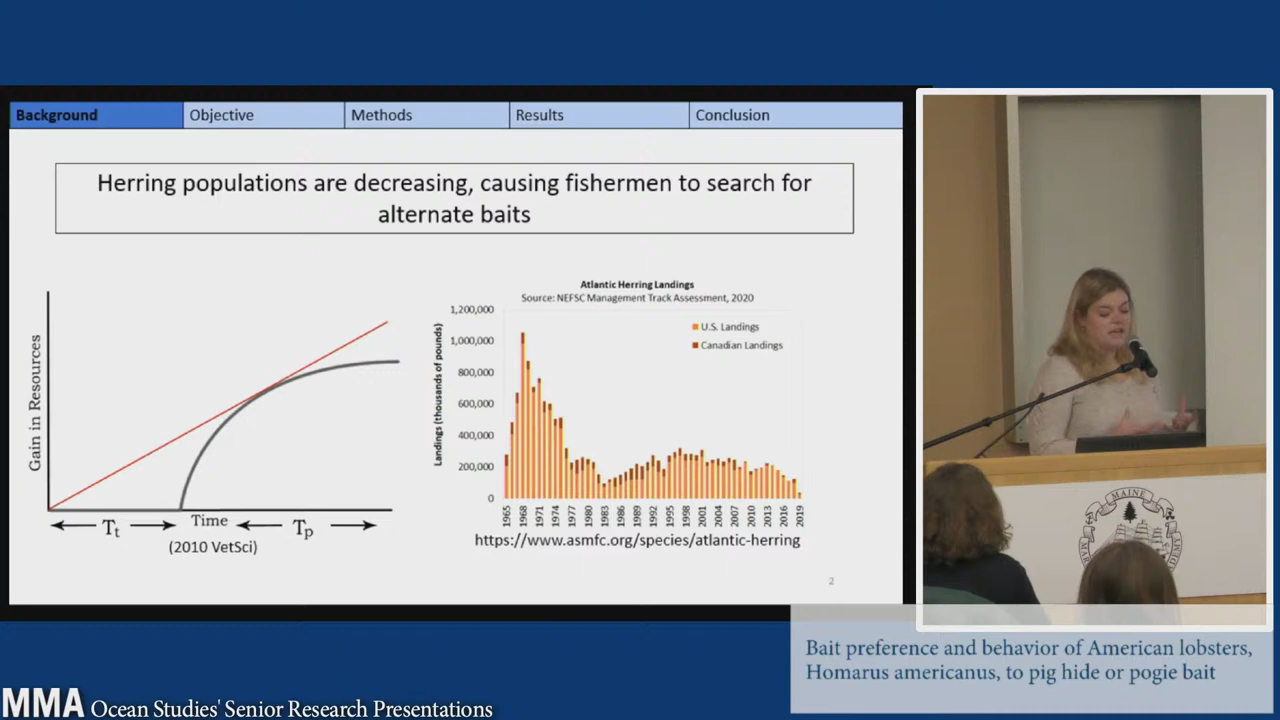 Background
Objective
Methods
Results
Conclusion
Herring populations are decreasing, causing fishermen to search for
alternate baits
Gain in Resources
Tt
Time
Tp
(2010 VetSci)
Atlantic Herring Landings
Source: NEFSC Management Track Assessment, 2020
Landings (thousands of pounds)
1,200,000
1,000,000
800,000
600,000
400,000
200,000
0
U.S. Landings
Canadian Landings
1965
1968
1971
1974
1977
1980
1983
1986
1989
1992
1995
1998
2001
2004
2007
2010
2013
2016
2019
https://www.asmfc.org/species/atlantic-herring
2
MAINE
Bait preference and behavior of American lobsters,
Homarus americanus, to pig hide or pogie bait
MMA Ocean Studies' Senior Research Presentations